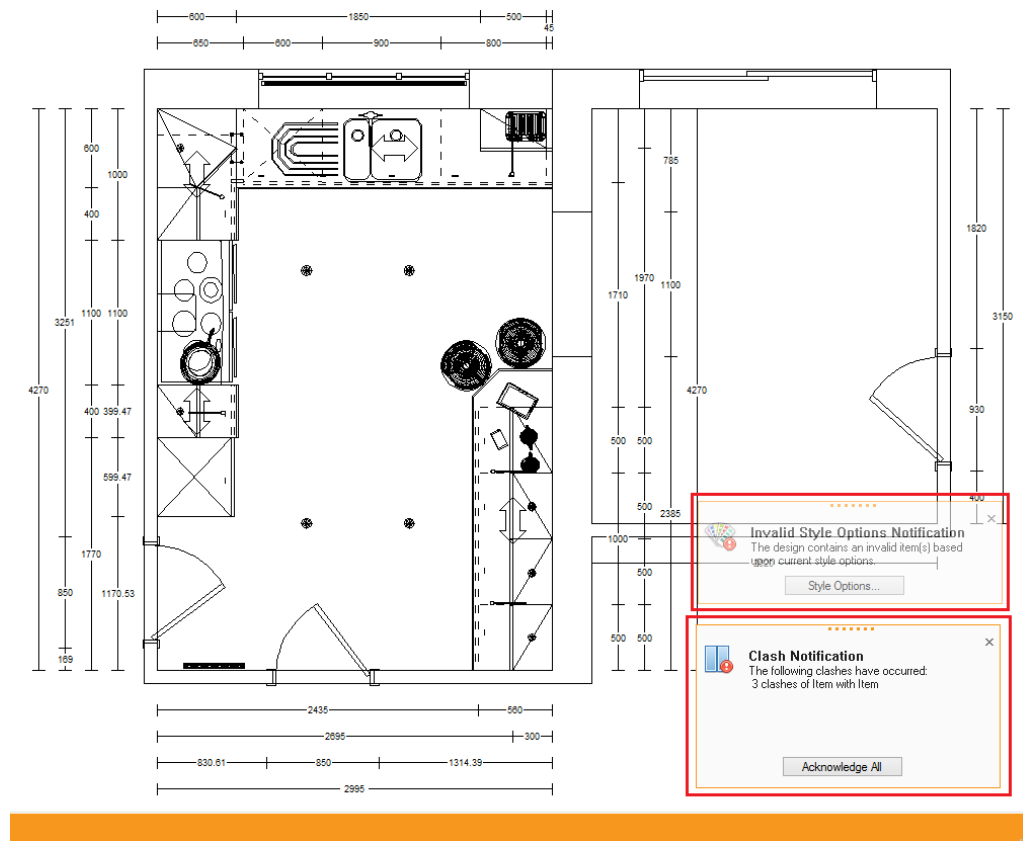 600 1850 500
45
650 600 900 800
600
1000
400
1100 1100
3251
4270
400 399.47
599.47
1770
850 1170.53
169
785
1820
1970
1100
1710
3150
4270
930
500 500
400
500
2385
1000
500
500 500
Invalid Style Options Notification
The design contains an invalid item(s) based
upon current style options.
Style Options...
Clash Notification
The following clashes have occurred:
3 clashes of Item with Item
Acknowledge All
2435 560
2695 300
830.61 850 1314.39
2995